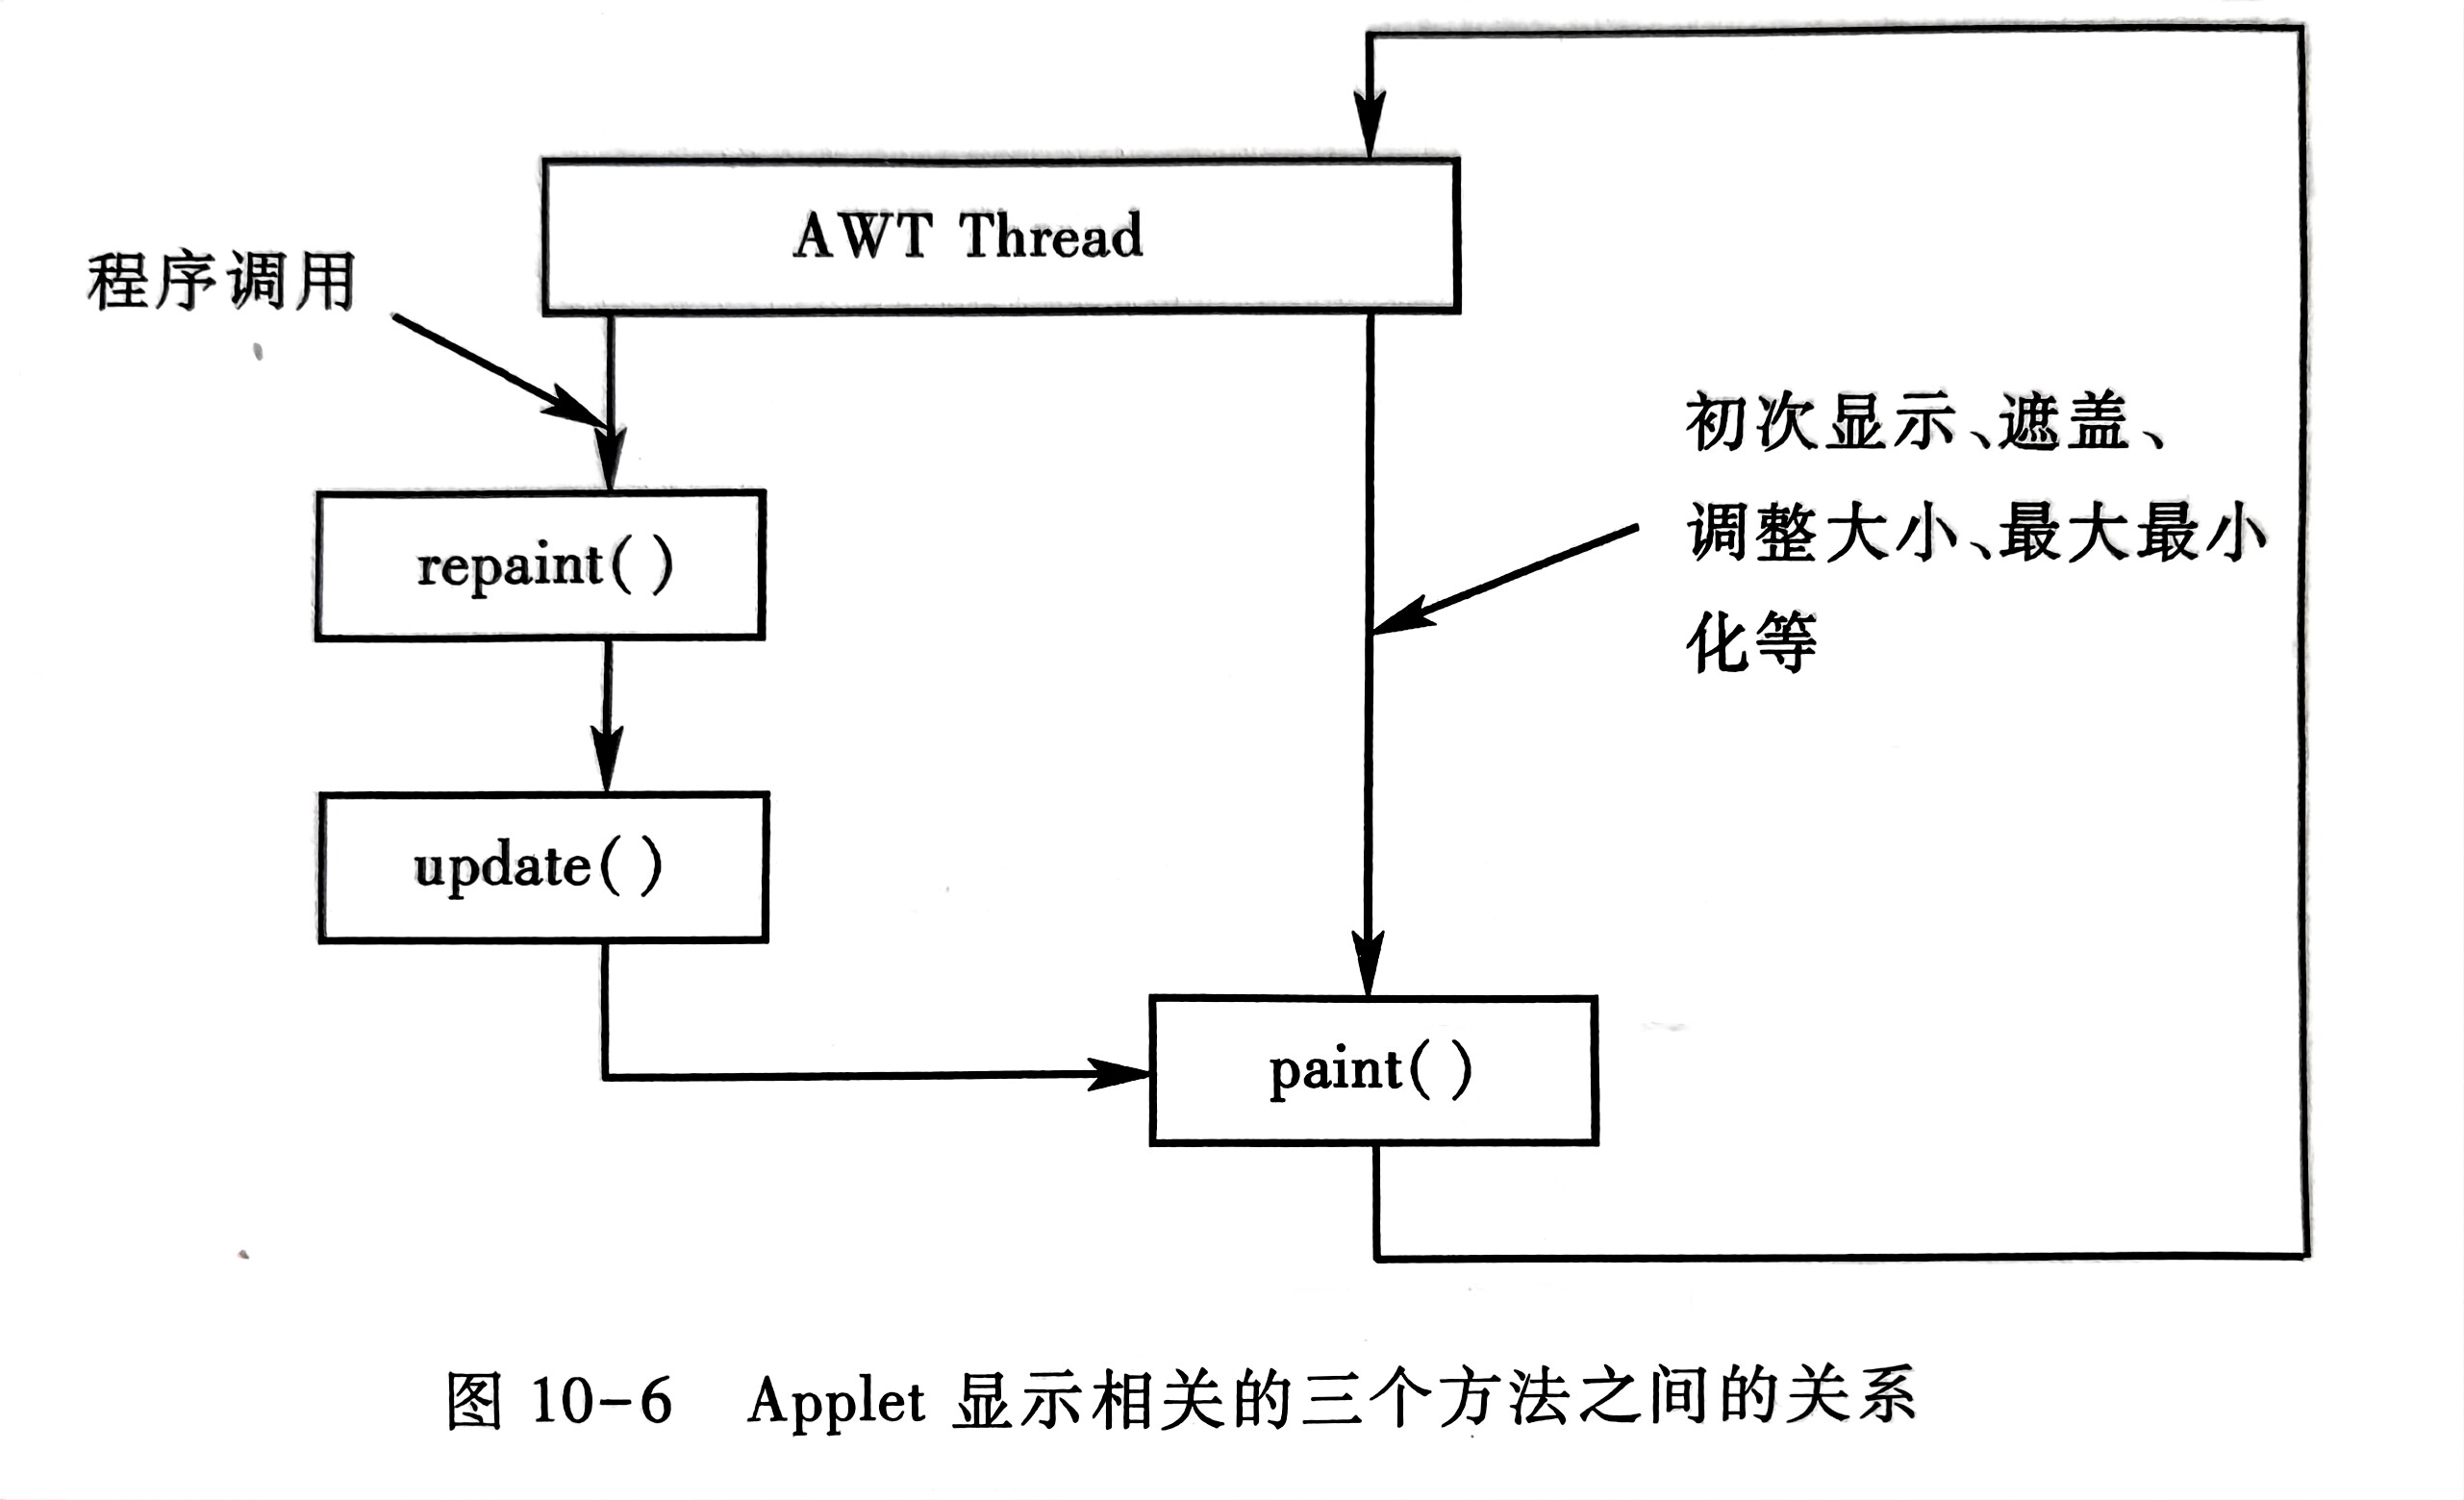 AWT Thread
程序调用
初次显示、遮盖、
调整大小、最大最小
化等
repaint( )
update( )
paint( )
图 10-6 Applet 显示相关的三个方法之间的关系